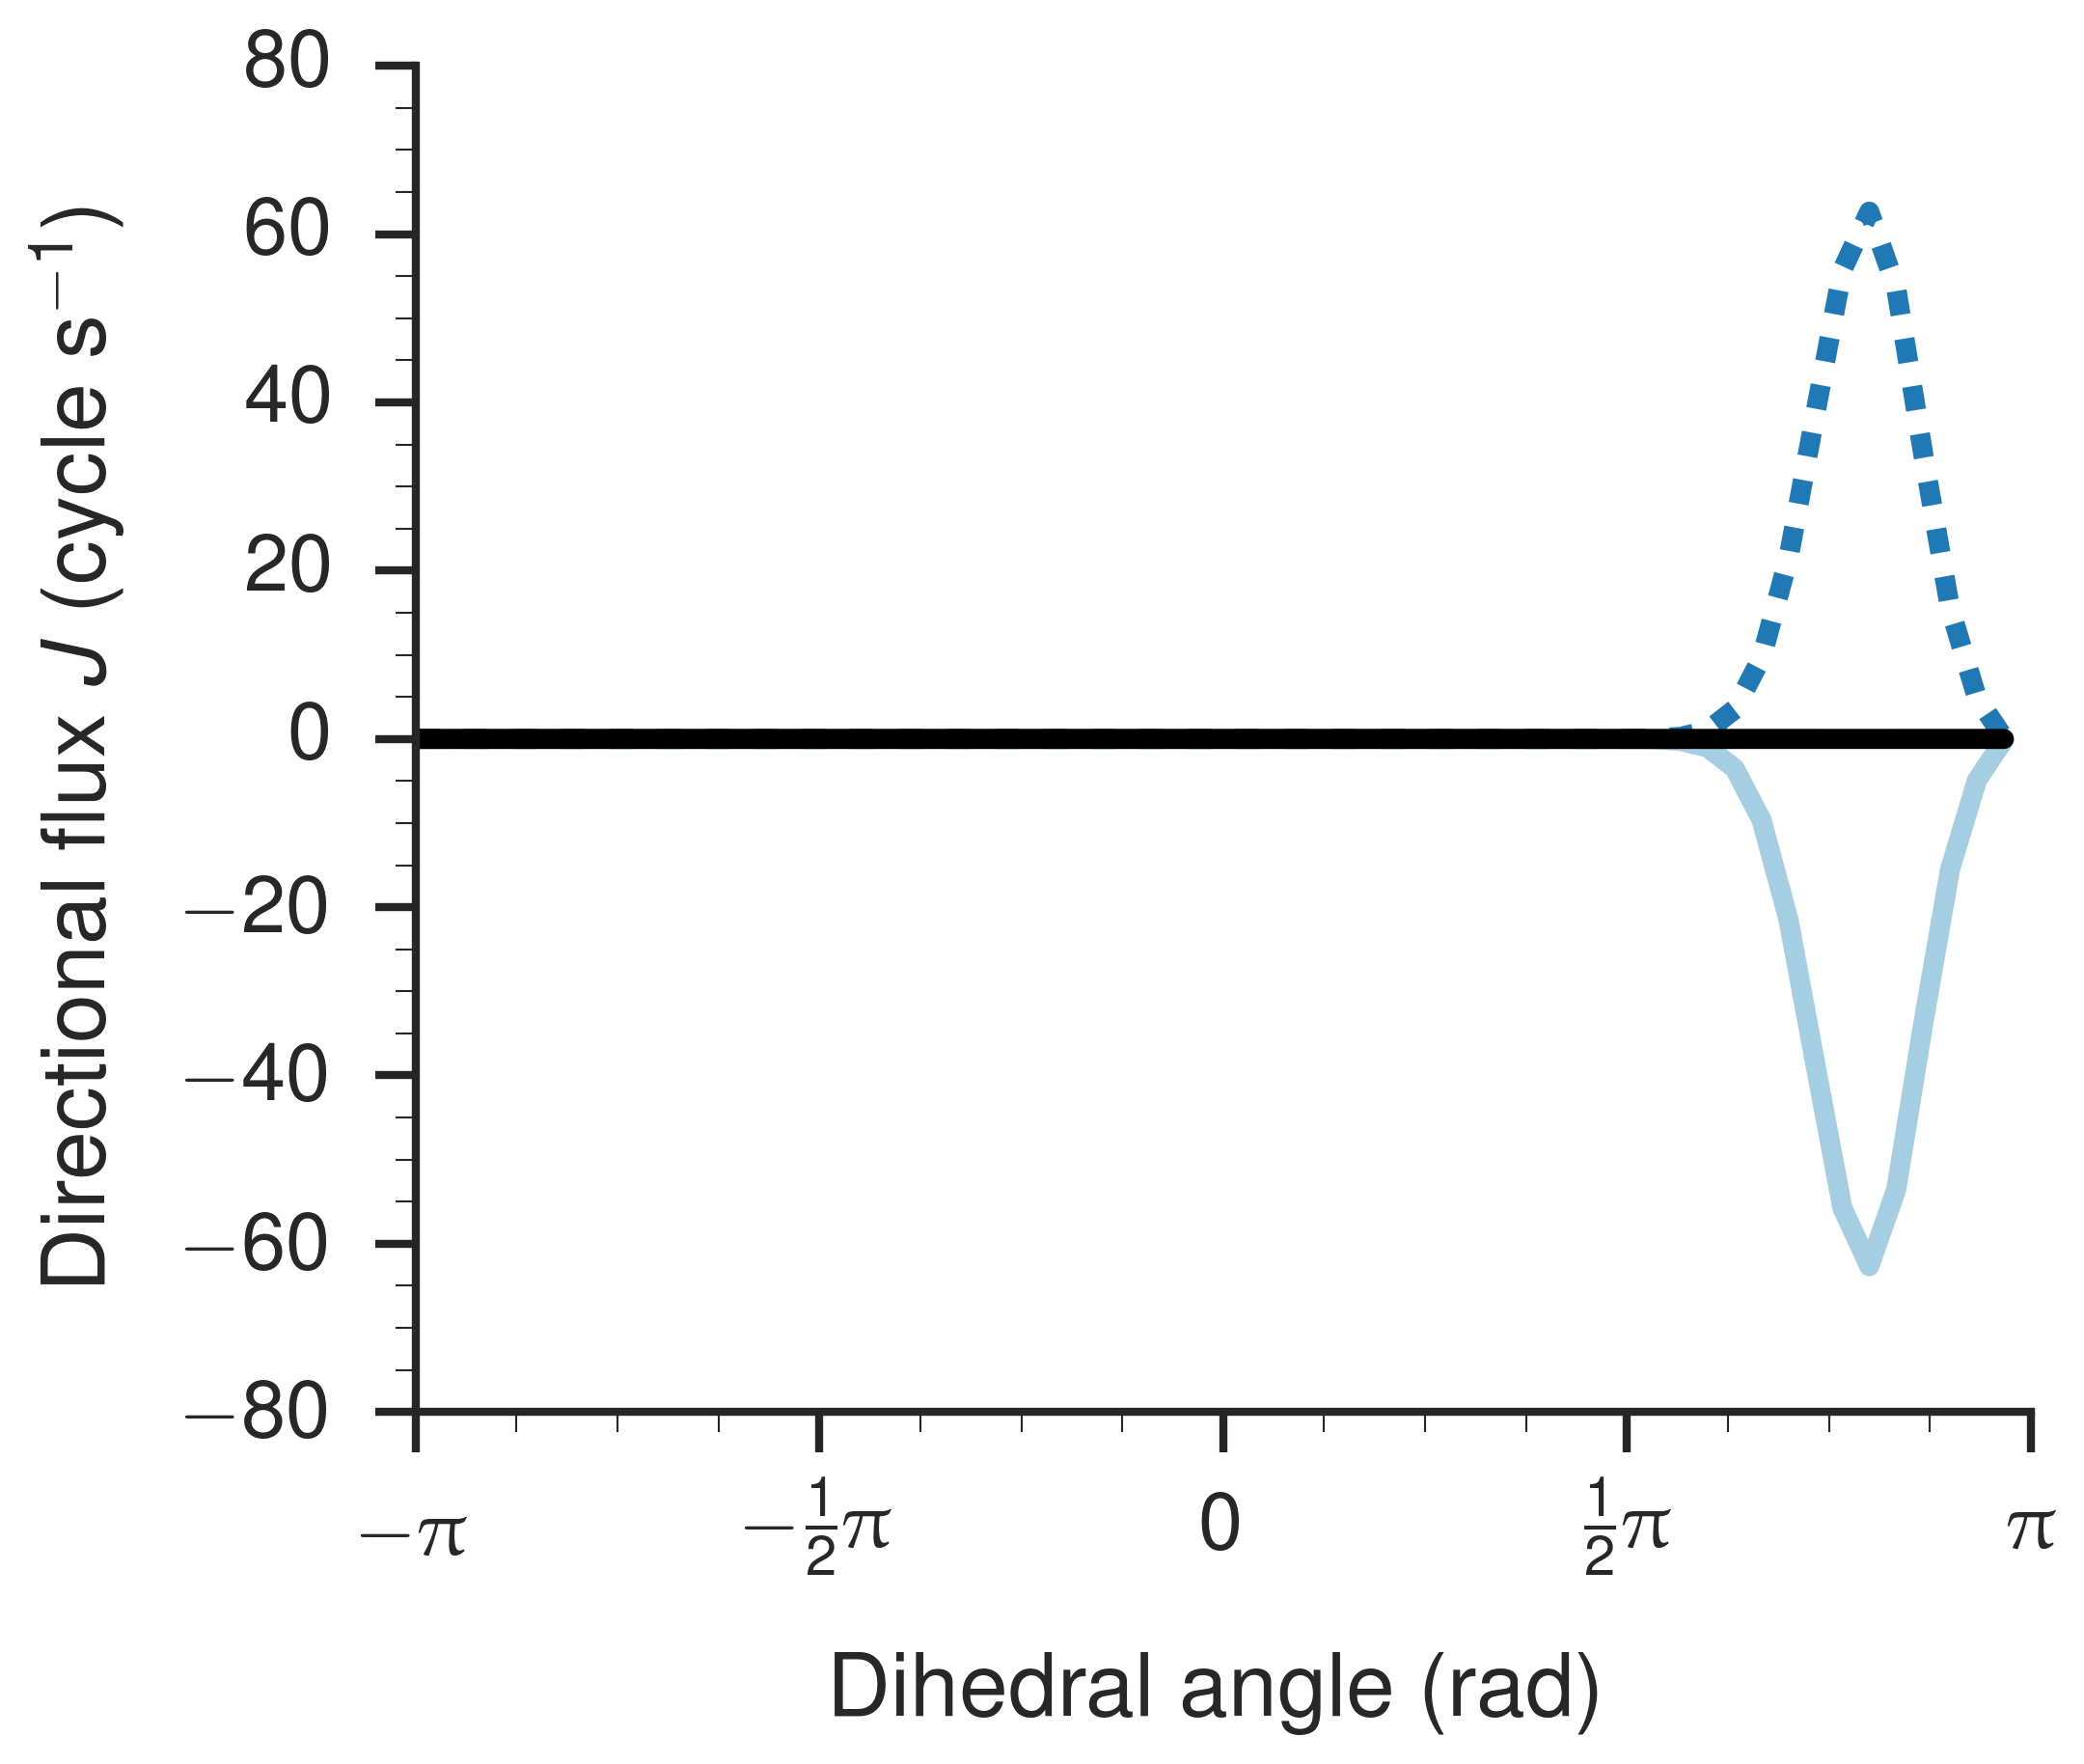 Directional flux J (cycle s⁻¹)
80
60
40
20
0
−20
−40
−60
−80
−π
−½π
0
½π
π
Dihedral angle (rad)